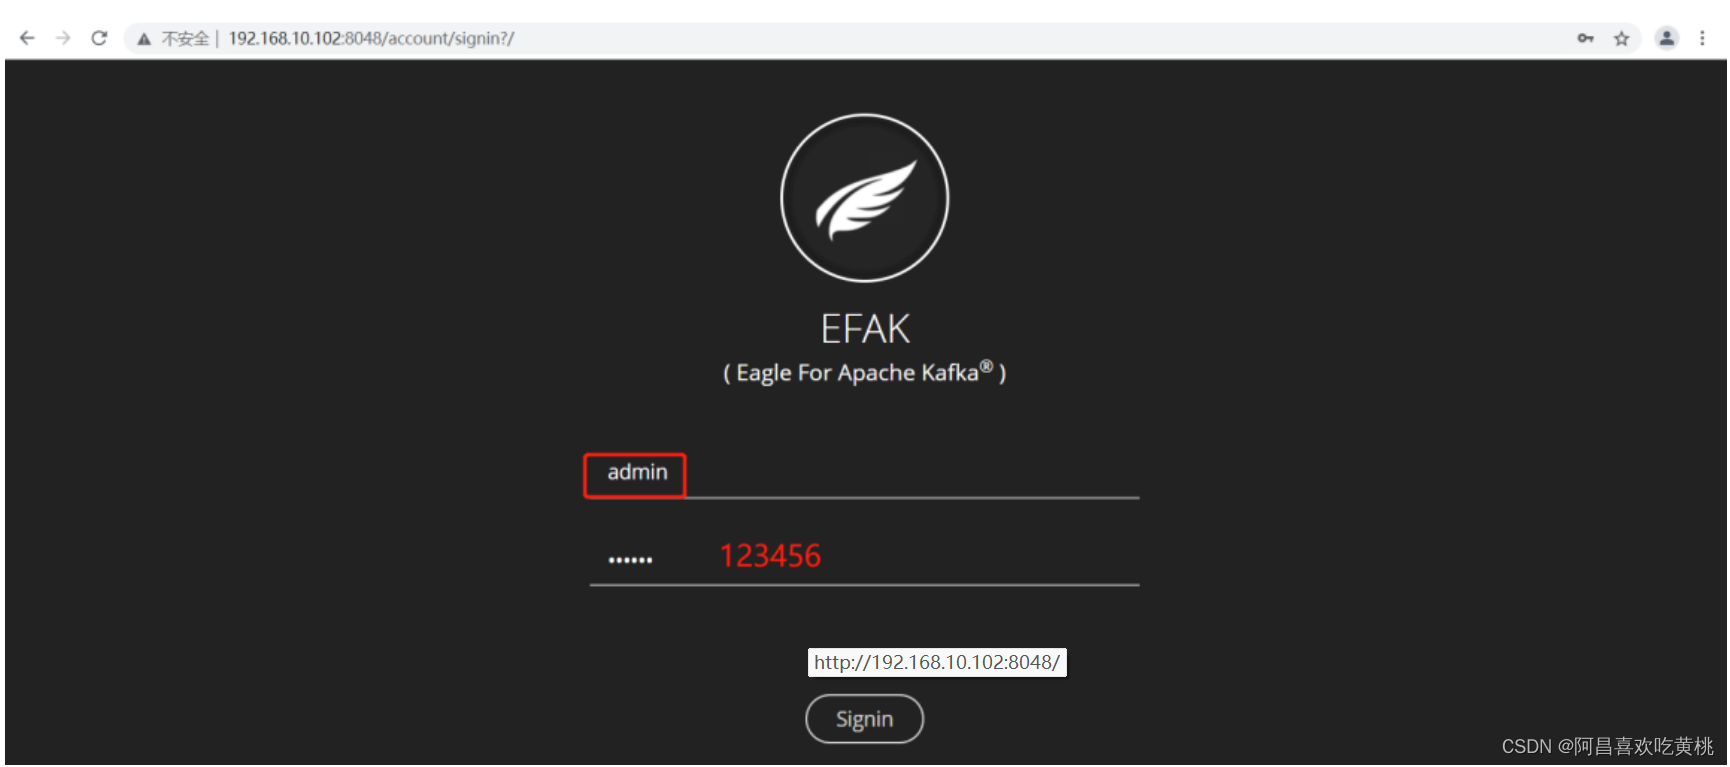 不安全 | 192.168.10.102:8048/account/signin?/
EFAK
( Eagle For Apache Kafka® )
admin
•••••• 123456
http://192.168.10.102:8048/
Signin
CSDN @阿昌喜欢吃黄桃